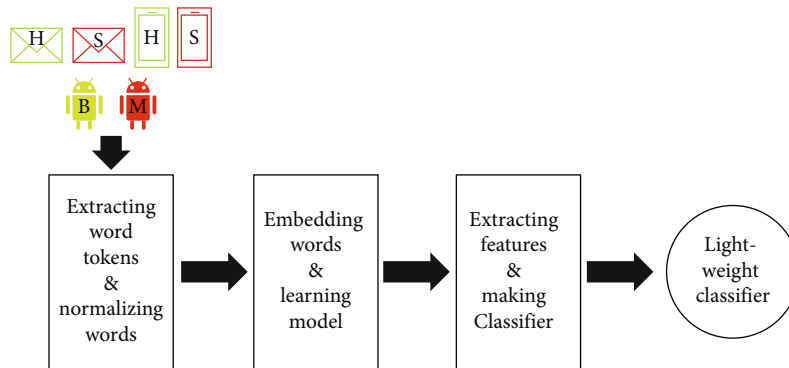 H S H S
B M
Extracting
word
tokens
&
normalizing
words
Embedding
words
&
learning
model
Extracting
features
&
making
Classifier
Light-
weight
classifier